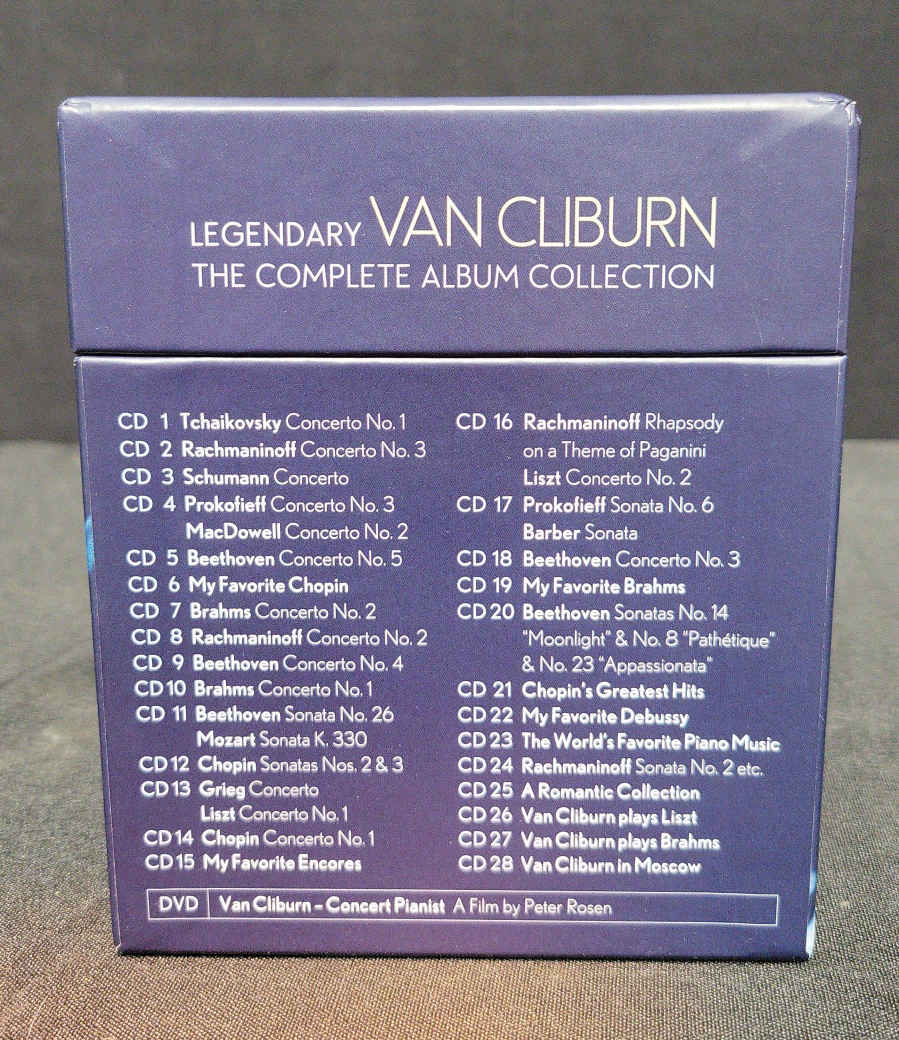 LEGENDARY VAN CLIBURN
THE COMPLETE ALBUM COLLECTION
CD 1 Tchaikovsky Concerto No. 1
CD 2 Rachmaninoff Concerto No. 3
CD 3 Schumann Concerto
CD 4 Prokofieff Concerto No. 3
MacDowell Concerto No. 2
CD 5 Beethoven Concerto No. 5
CD 6 My Favorite Chopin
CD 7 Brahms Concerto No. 2
CD 8 Rachmaninoff Concerto No. 2
CD 9 Beethoven Concerto No. 4
CD 10 Brahms Concerto No. 1
CD 11 Beethoven Sonata No. 26
Mozart Sonata K. 330
CD 12 Chopin Sonatas Nos. 2 & 3
CD 13 Grieg Concerto
Liszt Concerto No. 1
CD 14 Chopin Concerto No. 1
CD 15 My Favorite Encores
CD 16 Rachmaninoff Rhapsody
on a Theme of Paganini
Liszt Concerto No. 2
CD 17 Prokofieff Sonata No. 6
Barber Sonata
CD 18 Beethoven Concerto No. 3
CD 19 My Favorite Brahms
CD 20 Beethoven Sonatas No. 14
"Moonlight" & No. 8 "Pathétique"
& No. 23 "Appassionata"
CD 21 Chopin's Greatest Hits
CD 22 My Favorite Debussy
CD 23 The World's Favorite Piano Music
CD 24 Rachmaninoff Sonata No. 2 etc.
CD 25 A Romantic Collection
CD 26 Van Cliburn plays Liszt
CD 27 Van Cliburn plays Brahms
CD 28 Van Cliburn in Moscow
DVD Van Cliburn – Concert Pianist A Film by Peter Rosen